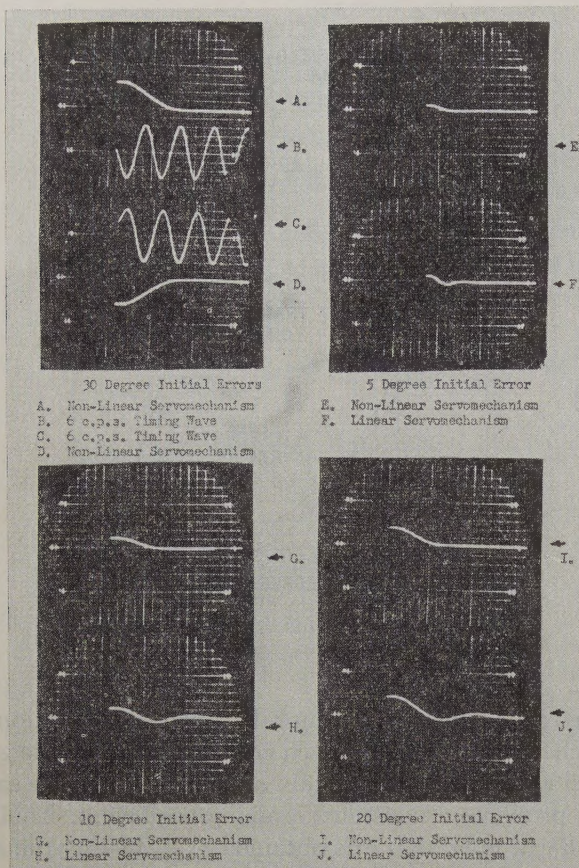 A.
B.
C.
D.
E
F
30 Degree Initial Errors
A. Non-Linear Servomechanism
B. 6 c.p.s. Timing Wave
C. 6 c.p.s. Timing Wave
D. Non-Linear Servomechanism
5 Degree Initial Error
E. Non-Linear Servomechanism
F. Linear Servomechanism
G.
H.
I.
J.
10 Degree Initial Error
G. Non-Linear Servomechanism
H. Linear Servomechanism
20 Degree Initial Error
I. Non-Linear Servomechanism
J. Linear Servomechanism